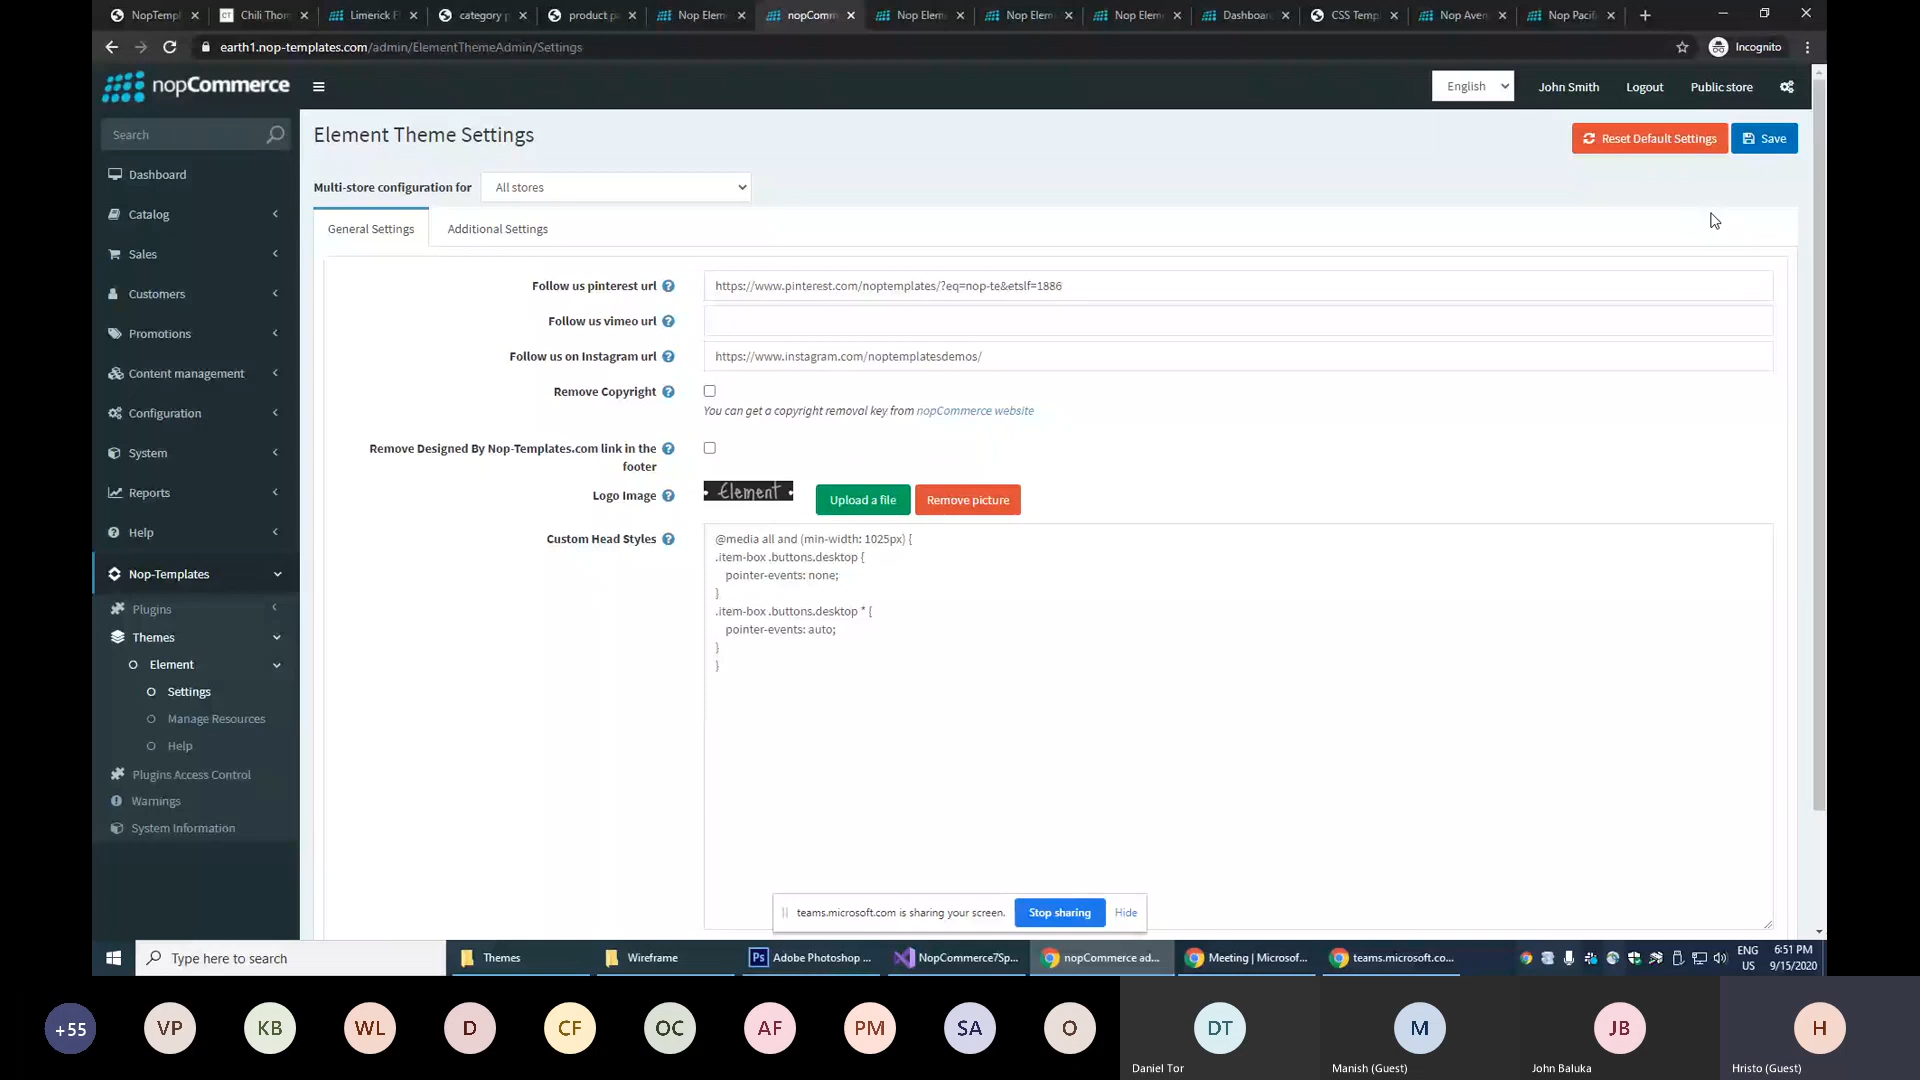 NopTempl
Chili Thom
Limerick F
category p
product pa
Nop Elem
nopComm
Nop Elem
Nop Elem
Nop Elem
Dashboard
CSS Temp
Nop Aven
Nop Pacifi
earth1.nop-templates.com/admin/ElementThemeAdmin/Settings
Incognito
nopCommerce
English
John Smith
Logout
Public store
Search
Element Theme Settings
Reset Default Settings
Save
Dashboard
Multi-store configuration for
All stores
Catalog
General Settings
Additional Settings
Sales
Follow us pinterest url
https://www.pinterest.com/noptemplates/?eq=nop-te&etslf=1886
Customers
Follow us vimeo url
Promotions
Follow us on Instagram url
https://www.instagram.com/noptemplatesdemos/
Content management
Remove Copyright
You can get a copyright removal key from nopCommerce website
Configuration
Remove Designed By Nop-Templates.com link in the
footer
System
Reports
Logo Image
Element
Upload a file
Remove picture
Help
Custom Head Styles
@media all and (min-width: 1025px) {
.item-box .buttons.desktop {
pointer-events: none;
}
.item-box .buttons.desktop * {
pointer-events: auto;
}
}
Nop-Templates
Plugins
Themes
Element
Settings
Manage Resources
Help
Plugins Access Control
Warnings
System Information
teams.microsoft.com is sharing your screen.
Stop sharing
Hide
Type here to search
Themes
Wireframe
Adobe Photoshop ...
NopCommerce7Sp...
nopCommerce ad...
Meeting | Microsof...
teams.microsoft.co...
ENG
US
6:51 PM
9/15/2020
+55
VP
KB
WL
D
CF
OC
AF
PM
SA
O
DT
Daniel Tor
M
Manish (Guest)
JB
John Baluka
H
Hristo (Guest)